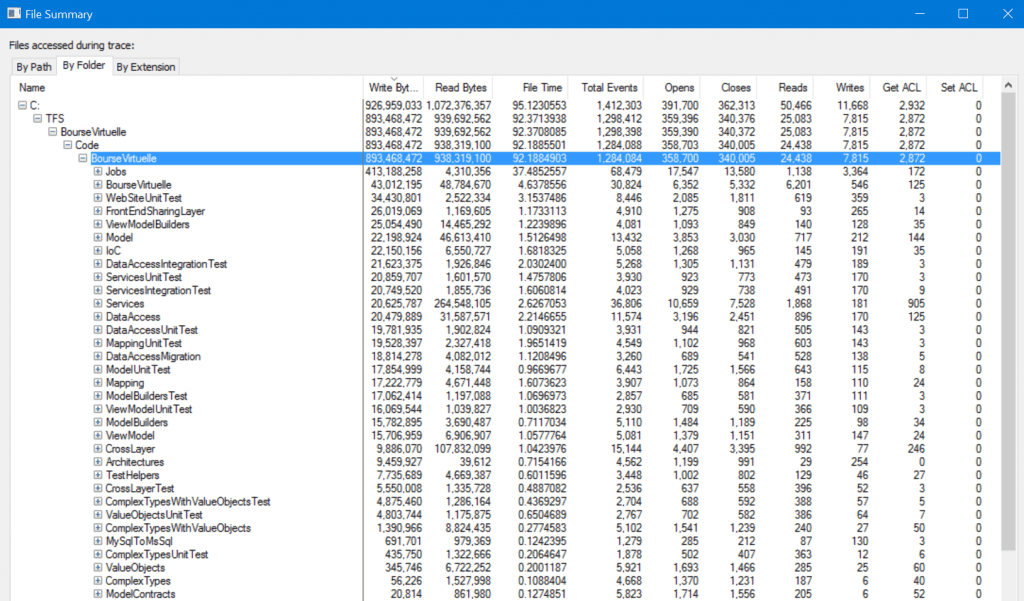 File Summary
Files accessed during trace:
By Path By Folder By Extension
Name Write Byt... Read Bytes File Time Total Events Opens Closes Reads Writes Get ACL Set ACL
C: 926,959,033 1,072,376,357 95.1230553 1,412,303 391,700 362,313 50,466 11,668 2,932 0
TFS 893,468,472 939,692,562 92.3713938 1,298,412 359,396 340,376 25,083 7,815 2,872 0
BourseVirtuelle 893,468,472 939,692,562 92.3708085 1,298,398 359,390 340,372 25,083 7,815 2,872 0
Code 893,468,472 938,319,100 92.1885501 1,284,088 358,703 340,005 24,438 7,815 2,872 0
BourseVirtuelle 893,468,472 938,319,100 92.1884903 1,284,084 358,700 340,005 24,438 7,815 2,872 0
Jobs 413,188,258 4,310,356 37.4852557 68,479 17,547 13,580 1,138 3,364 172 0
BourseVirtuelle 43,012,195 48,784,670 4.6378556 30,824 6,352 5,332 6,201 546 125 0
WebSiteUnitTest 34,430,801 2,522,334 3.1537486 8,446 2,085 1,811 619 359 3 0
FrontEndSharingLayer 26,019,069 1,169,605 1.1733113 4,910 1,275 908 93 265 14 0
ViewModelBuilders 25,054,490 14,465,292 1.2239896 4,081 1,093 849 140 128 35 0
Model 22,198,924 46,613,410 1.5126498 13,432 3,853 3,030 717 212 144 0
IoC 22,150,156 6,550,727 1.6818325 5,058 1,268 965 145 191 35 0
DataAccessIntegrationTest 21,623,375 1,926,846 2.0302400 5,268 1,305 1,131 479 189 3 0
ServicesUnitTest 20,859,707 1,601,570 1.4757806 3,930 923 773 473 170 3 0
ServicesIntegrationTest 20,749,520 1,855,736 1.6060814 4,023 929 738 491 170 9 0
Services 20,625,787 264,548,105 2.6267053 36,806 10,659 7,528 1,868 181 905 0
DataAccess 20,479,889 31,587,571 2.2146655 11,574 3,196 2,451 896 170 125 0
DataAccessUnitTest 19,781,935 1,902,824 1.0909321 3,931 944 821 505 143 3 0
MappingUnitTest 19,528,397 2,327,418 1.9651419 4,549 1,102 968 603 143 3 0
DataAccessMigration 18,814,278 4,082,012 1.1208496 3,260 689 541 528 138 5 0
ModelUnitTest 17,854,999 4,158,744 0.9669677 6,443 1,725 1,566 643 115 8 0
Mapping 17,222,779 4,671,448 1.6073623 3,907 1,073 864 158 110 24 0
ModelBuildersTest 17,062,414 1,197,088 1.0696973 2,857 685 581 371 111 3 0
ViewModelUnitTest 16,069,544 1,039,827 1.0036823 2,930 709 590 366 109 3 0
ModelBuilders 15,782,895 3,690,487 0.7117034 5,110 1,484 1,189 225 98 34 0
ViewModel 15,706,959 6,906,907 1.0577764 5,081 1,379 1,151 311 147 24 0
CrossLayer 9,886,070 107,832,099 1.0423976 15,144 4,407 3,395 992 77 246 0
Architectures 9,459,927 39,612 0.7154166 4,562 1,199 991 29 254 0 0
TestHelpers 7,735,689 4,669,387 0.6011596 3,448 1,002 802 129 46 27 0
CrossLayerTest 5,550,008 1,335,728 0.4887082 2,536 637 558 396 52 3 0
ComplexTypesWithValueObjectsTest 4,875,460 1,286,164 0.4369297 2,704 688 592 388 57 5 0
ValueObjectsUnitTest 4,803,744 1,175,875 0.6504689 2,767 702 582 386 64 7 0
ComplexTypesWithValueObjects 1,390,966 8,824,435 0.2774583 5,102 1,541 1,239 240 27 50 0
MySqlToMsSql 691,701 979,369 0.1242395 1,279 285 212 87 130 3 0
ComplexTypesUnitTest 435,750 1,322,666 0.2064647 1,878 502 407 363 12 6 0
ValueObjects 345,746 6,722,252 0.2001187 5,921 1,693 1,466 285 25 60 0
ComplexTypes 56,226 1,527,998 0.1088404 4,668 1,370 1,231 187 6 40 0
ModelContracts 20,814 861,980 0.1274851 5,823 1,714 1,556 205 6 52 0